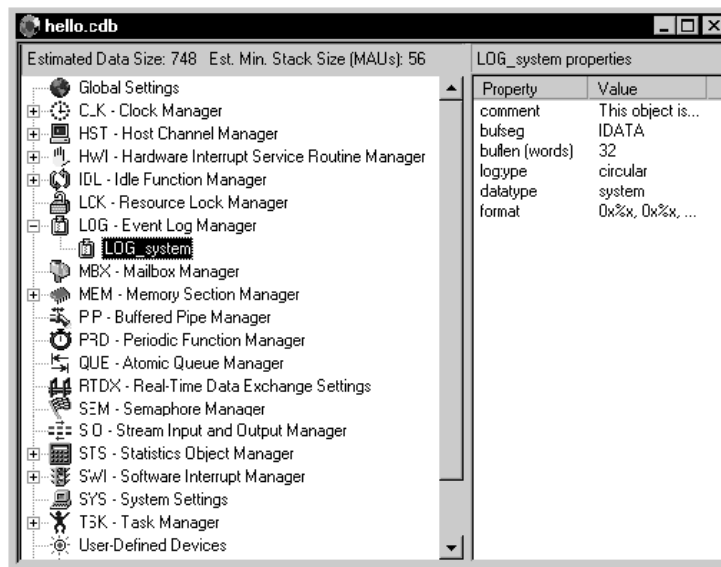 hello.cdb
Estimated Data Size: 748 Est. Min. Stack Size (MAUs): 56
LOG_system properties
Global Settings
CLK - Clock Manager
HST - Host Channel Manager
HWI - Hardware Interrupt Service Routine Manager
IDL - Idle Function Manager
LCK - Resource Lock Manager
LOG - Event Log Manager
LOG_system
MBX - Mailbox Manager
MEM - Memory Section Manager
PIP - Buffered Pipe Manager
PRD - Periodic Function Manager
QUE - Atomic Queue Manager
RTDX - Real-Time Data Exchange Settings
SEM - Semaphore Manager
SIO - Stream Input and Output Manager
STS - Statistics Object Manager
SWI - Software Interrupt Manager
SYS - System Settings
TSK - Task Manager
User-Defined Devices
Property Value
comment This object is...
bufseg IDATA
buflen (words) 32
logtype circular
datatype system
format 0x%x, 0x%x, ...